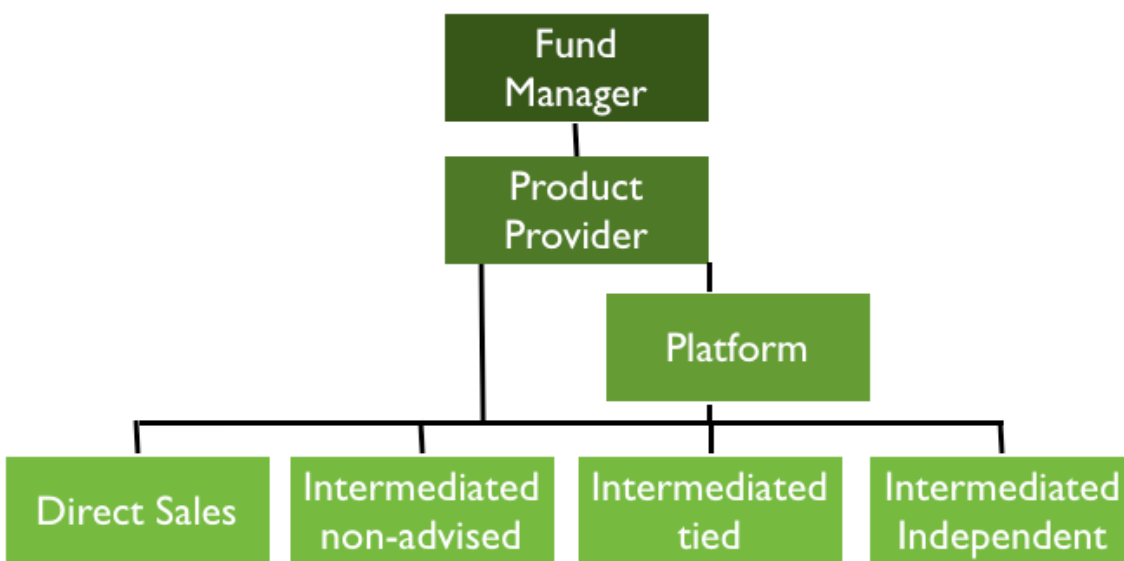 Fund
Manager
Product
Provider
Platform
Direct Sales
Intermediated
non-advised
Intermediated
tied
Intermediated
Independent